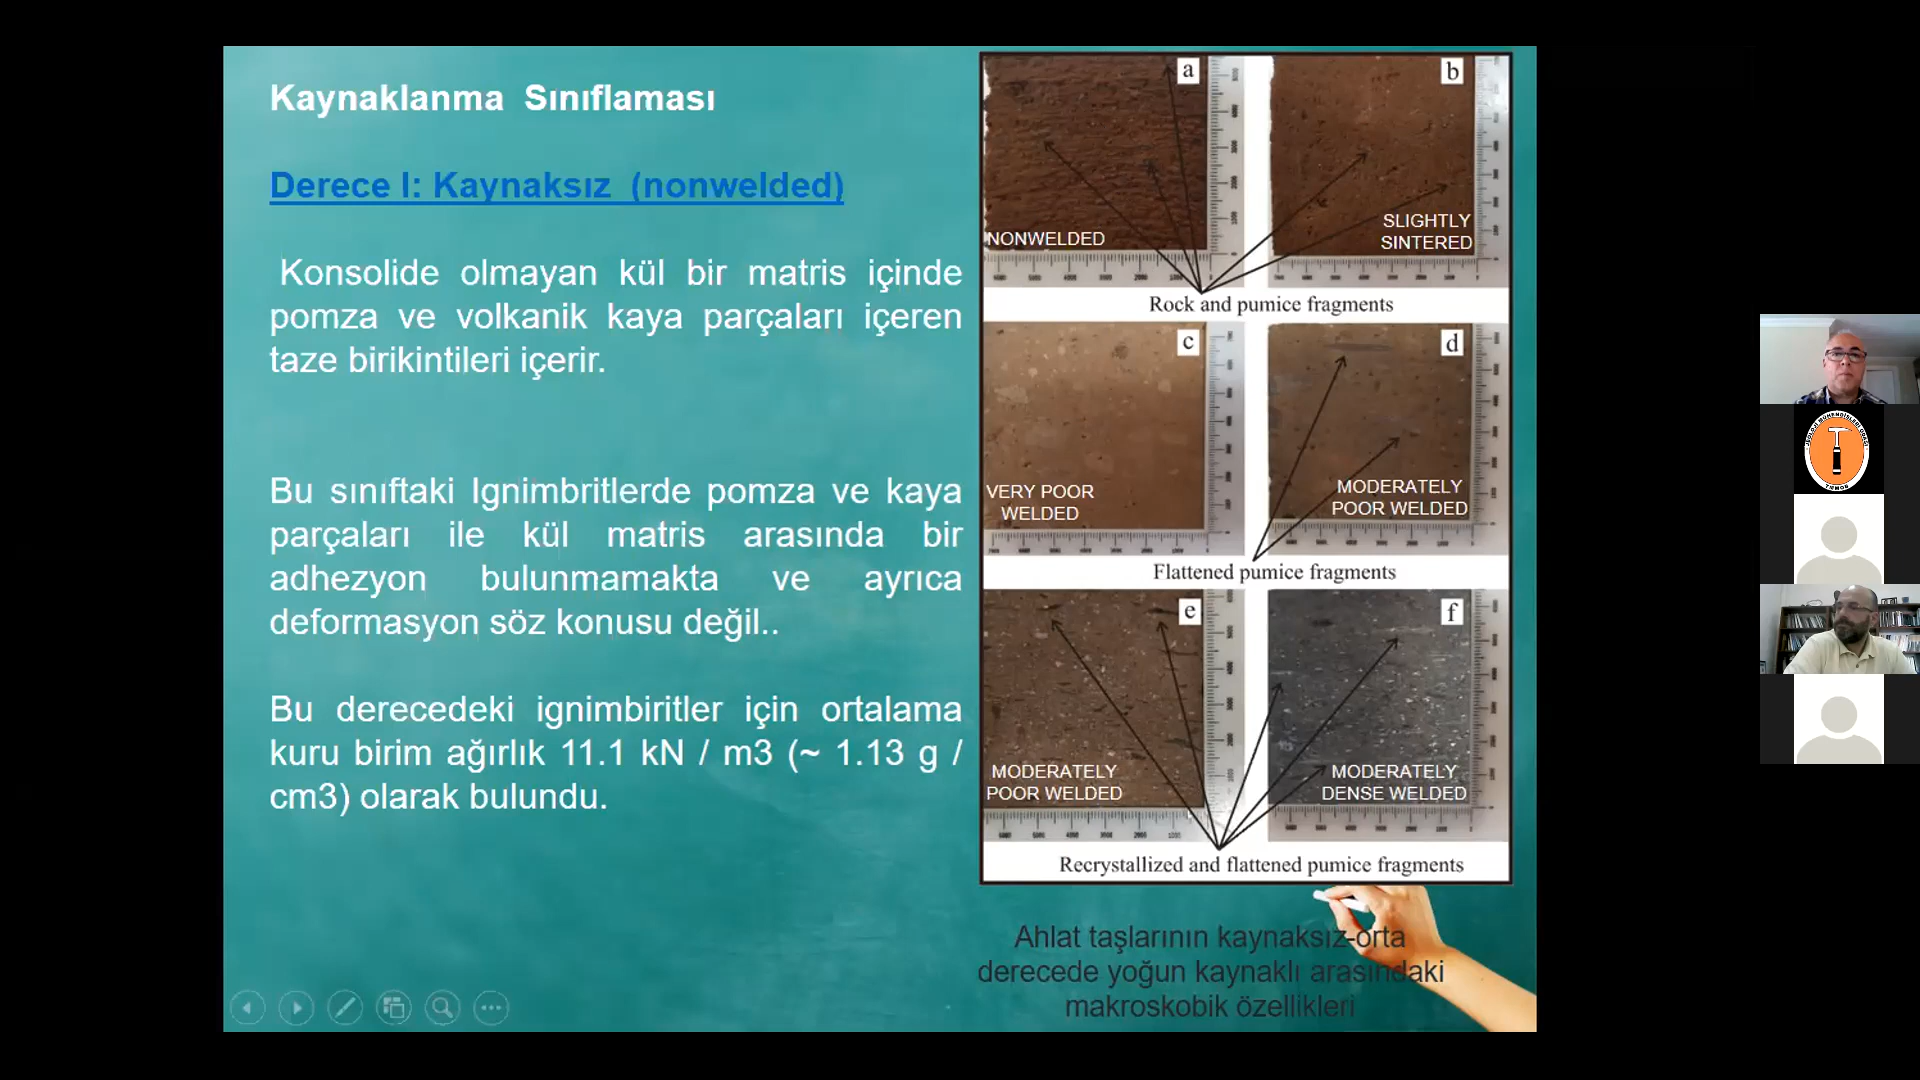 Kaynaklanma Sınıflaması
Derece I: Kaynaksız (nonwelded)
Konsolide olmayan kül bir matris içinde
pomza ve volkanik kaya parçaları içeren
taze birikintileri içerir.
Bu sınıftaki Ignimbritlerde pomza ve kaya
parçaları ile kül matris arasında bir
adhezyon bulunmamakta ve ayrıca
deformasyon söz konusu değil..
Bu derecedeki ignimbiritler için ortalama
kuru birim ağırlık 11.1 kN / m3 (~ 1.13 g /
cm3) olarak bulundu.
a
b
NONWELDED
SLIGHTLY
SINTERED
Rock and pumice fragments
c
d
VERY POOR
WELDED
MODERATELY
POOR WELDED
Flattened pumice fragments
e
f
MODERATELY
POOR WELDED
MODERATELY
DENSE WELDED
Recrystallized and flattened pumice fragments
Ahlat taşlarının kaynaksız-orta
derecede yoğun kaynaklı arasındaki
makroskobik özellikleri